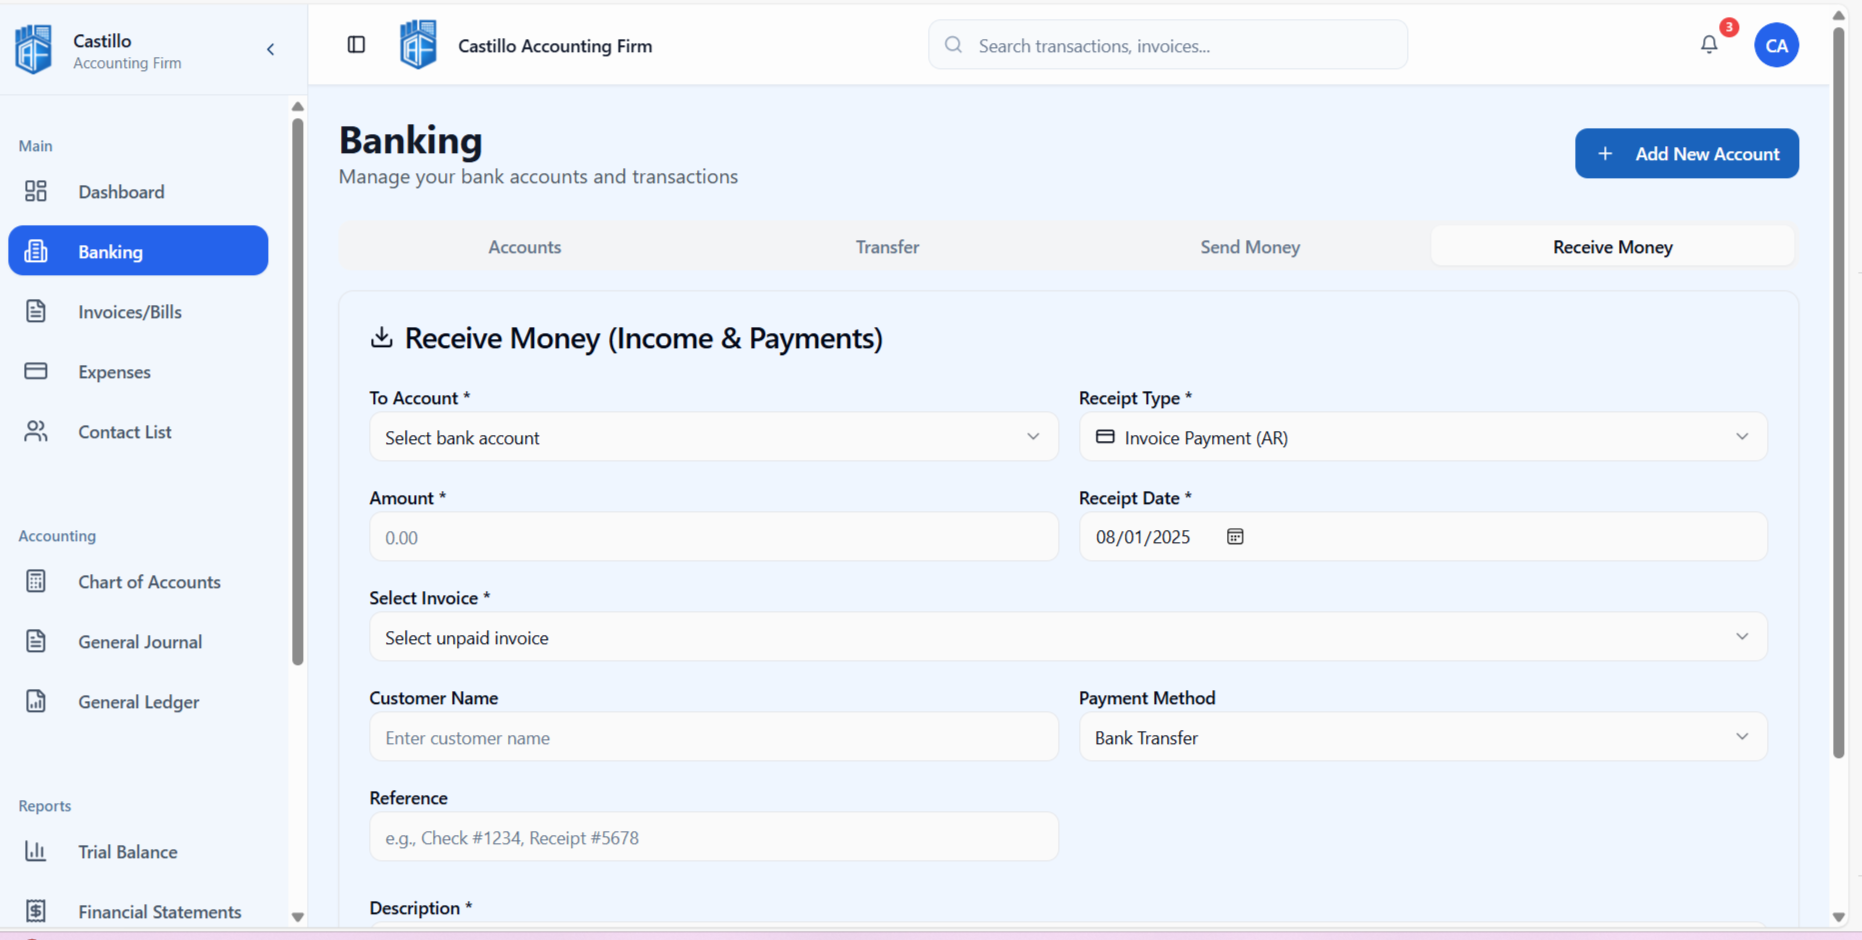 Castillo
Accounting Firm
Castillo Accounting Firm
Search transactions, invoices...
3
CA
Main
Dashboard
Banking
Invoices/Bills
Expenses
Contact List
Accounting
Chart of Accounts
General Journal
General Ledger
Reports
Trial Balance
Financial Statements
Banking
Manage your bank accounts and transactions
+ Add New Account
Accounts
Transfer
Send Money
Receive Money
Receive Money (Income & Payments)
To Account *
Select bank account
Receipt Type *
Invoice Payment (AR)
Amount *
0.00
Receipt Date *
08/01/2025
Select Invoice *
Select unpaid invoice
Customer Name
Enter customer name
Payment Method
Bank Transfer
Reference
e.g., Check #1234, Receipt #5678
Description *